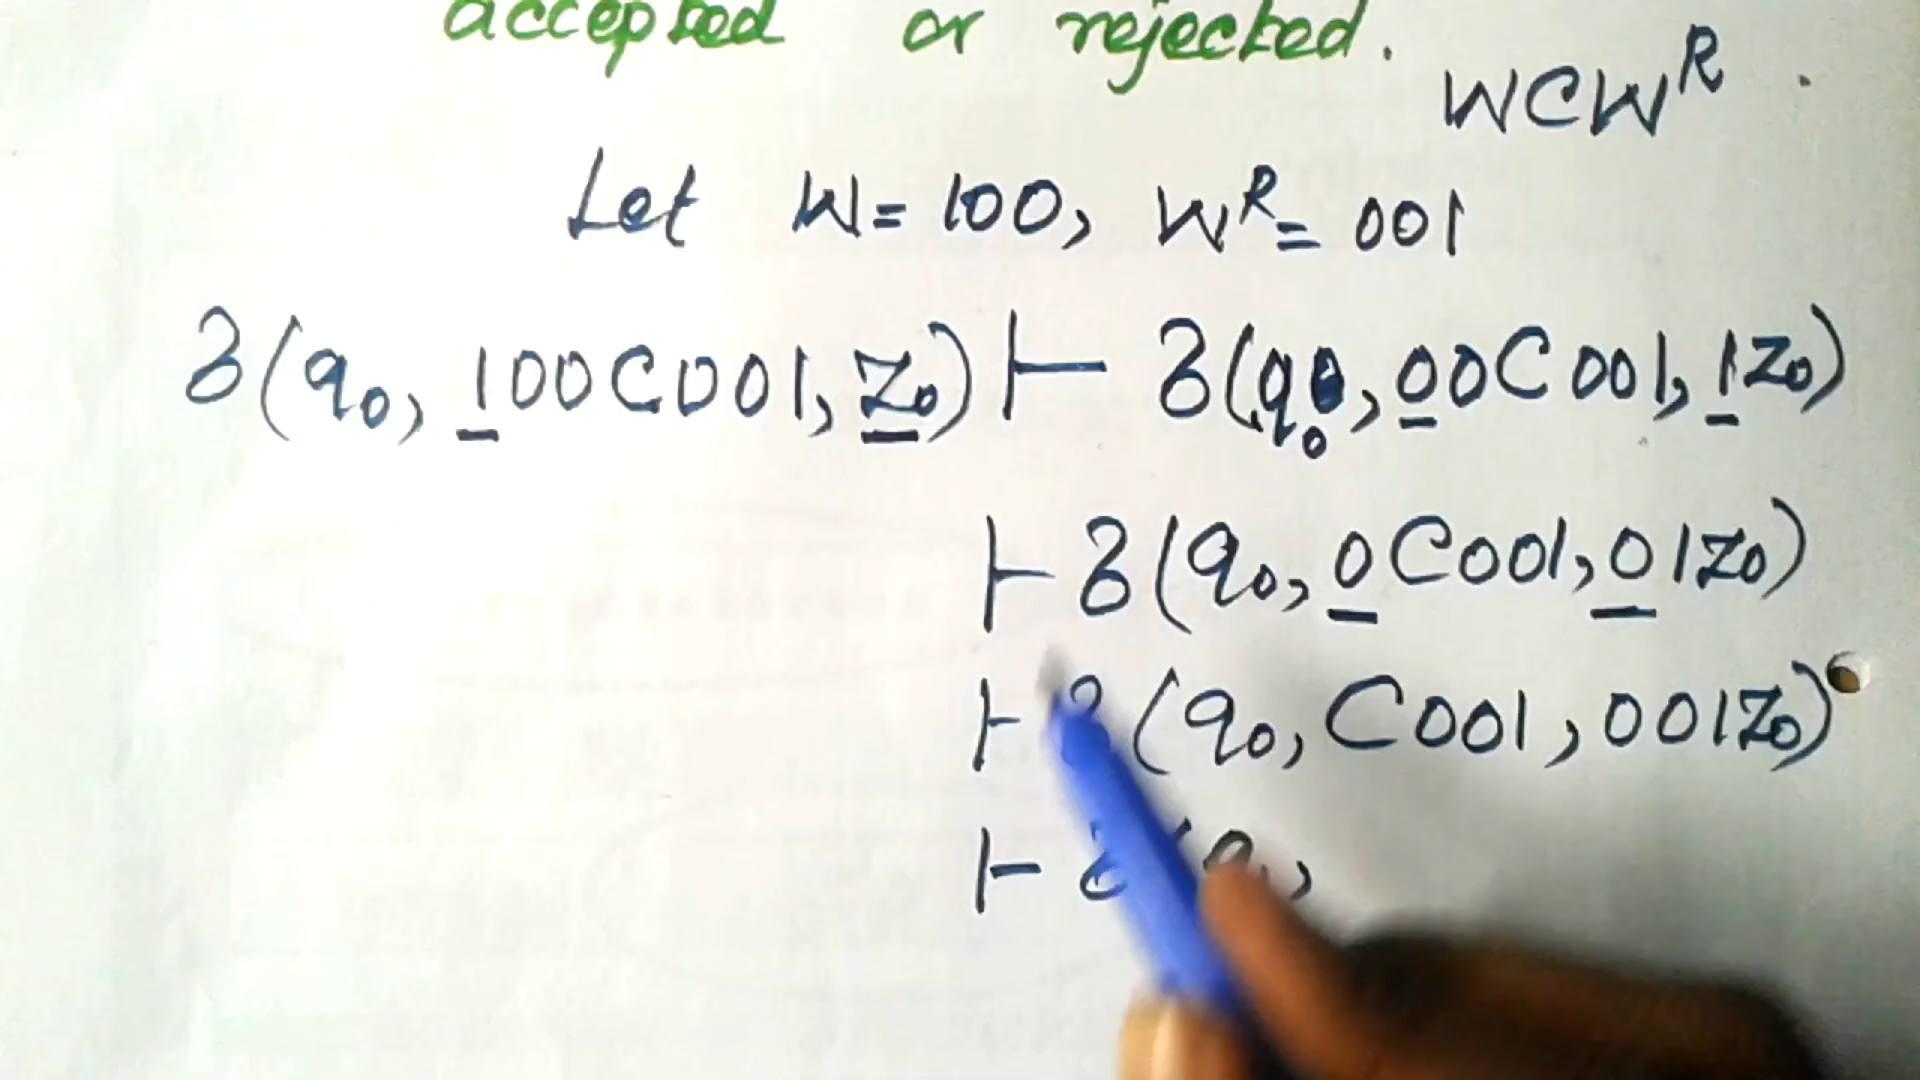 accepted or rejected.
WCW^R.
Let W = 100, W^R = 001
δ(q₀, 100C001, z₀) ⊢ δ(q₀, 00C001, 1z₀)
⊢ δ(q₀, 0C001, 01z₀)
⊢ δ(q₀, C001, 001z₀)
⊢ δ(q